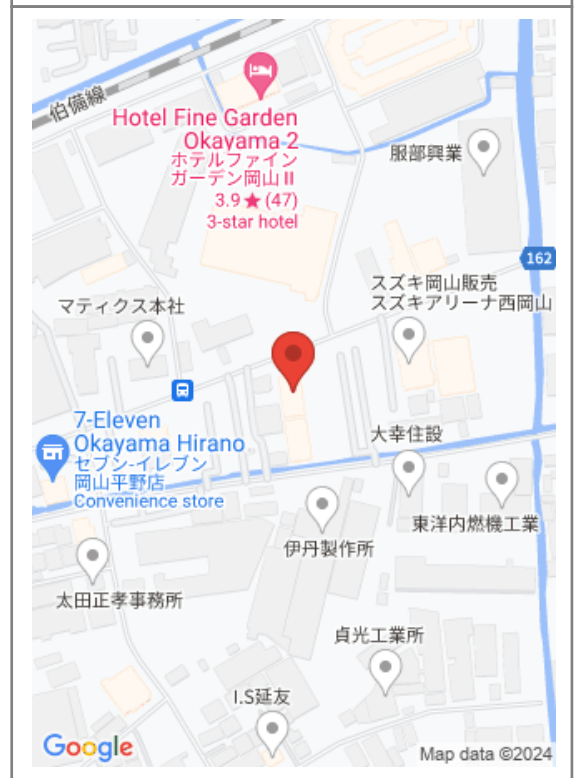 伯備線
Hotel Fine Garden
Okayama 2
ホテルファイン
ガーデン岡山 II
3.9★(47)
3-star hotel
服部興業
162
スズキ岡山販売
スズキアリーナ西岡山
マティクス本社
7-Eleven
Okayama Hirano
セブン-イレブン
岡山平野店
Convenience store
大幸住設
東洋内燃機工業
伊丹製作所
太田正孝事務所
貞光工業所
I.S延友
Google
Map data ©2024